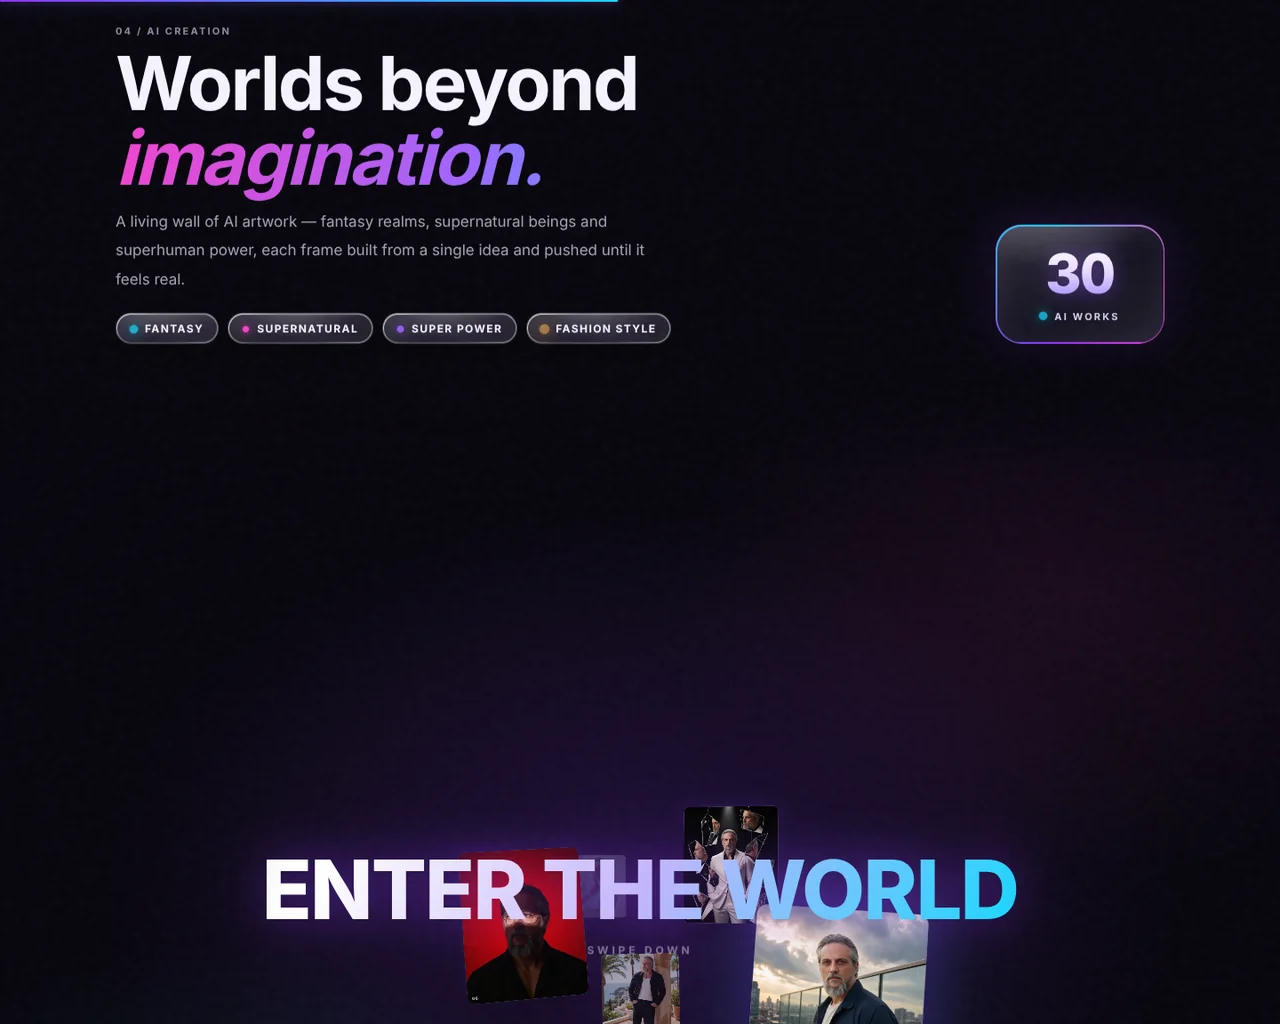 04 / AI CREATION
Worlds beyond
imagination.
A living wall of AI artwork — fantasy realms, supernatural beings and
superhuman power, each frame built from a single idea and pushed until it
feels real.
FANTASY
SUPERNATURAL
SUPER POWER
FASHION STYLE
30
AI WORKS
ENTER THE WORLD
SWIPE DOWN